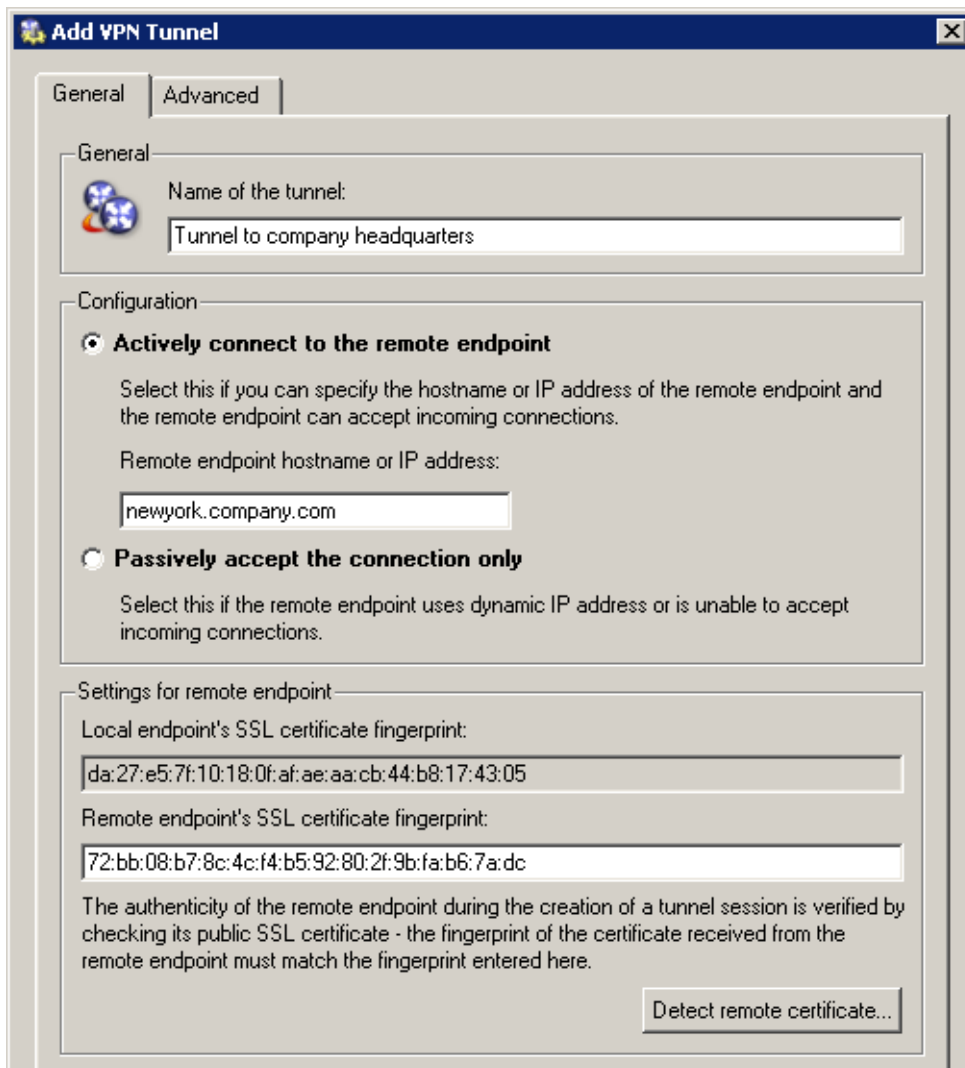 Add VPN Tunnel
General
Advanced
General
Name of the tunnel:
Tunnel to company headquarters
Configuration
Actively connect to the remote endpoint
Select this if you can specify the hostname or IP address of the remote endpoint and
the remote endpoint can accept incoming connections.
Remote endpoint hostname or IP address:
newyork.company.com
Passively accept the connection only
Select this if the remote endpoint uses dynamic IP address or is unable to accept
incoming connections.
Settings for remote endpoint
Local endpoint's SSL certificate fingerprint:
da:27:e5:7f:10:18:0f:af:ae:aa:cb:44:b8:17:43:05
Remote endpoint's SSL certificate fingerprint:
72:bb:08:b7:8c:4c:f4:b5:92:80:2f:9b:fa:b6:7a:dc
The authenticity of the remote endpoint during the creation of a tunnel session is verified by
checking its public SSL certificate - the fingerprint of the certificate received from the
remote endpoint must match the fingerprint entered here.
Detect remote certificate...